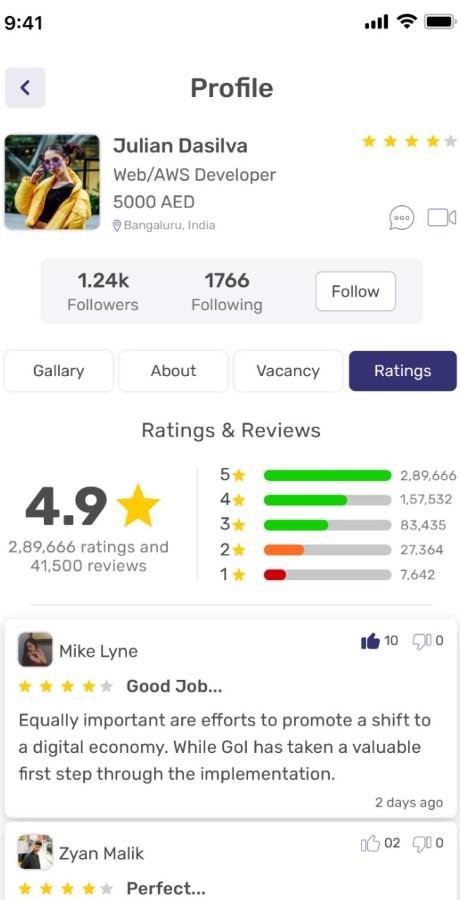 9:41
Profile
Julian Dasilva
Web/AWS Developer
5000 AED
Bangaluru, India
1.24k
Followers
1766
Following
Follow
Gallary
About
Vacancy
Ratings
Ratings & Reviews
4.9
2,89,666 ratings and
41,500 reviews
5 2,89,666
4 1,57,532
3 83,435
2 27,364
1 7,642
Mike Lyne
10 0
Good Job...
Equally important are efforts to promote a shift to
a digital economy. While GoI has taken a valuable
first step through the implementation.
2 days ago
Zyan Malik
02 0
Perfect...